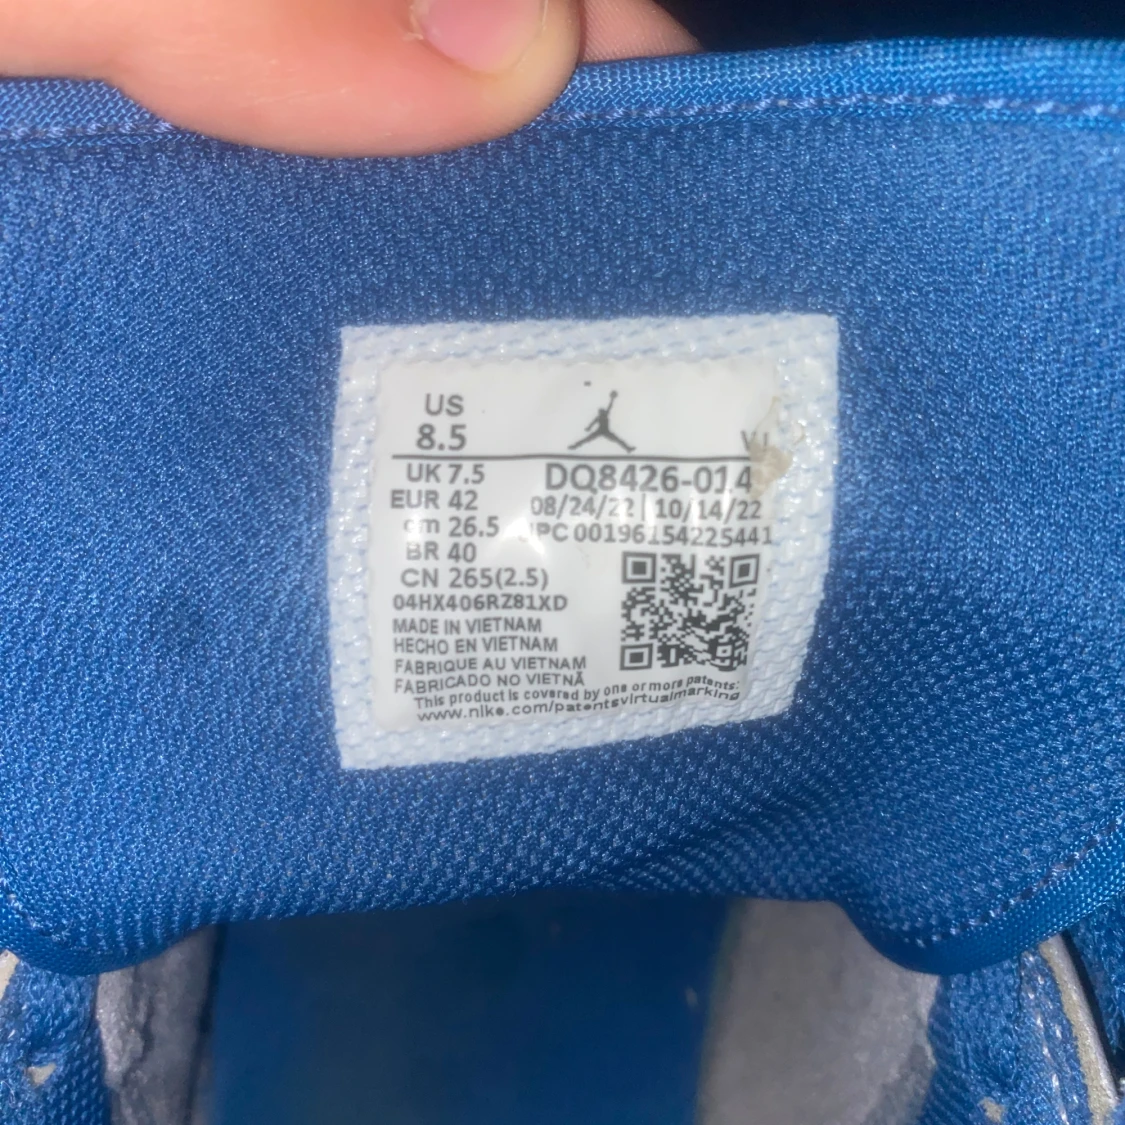 US
8.5
UK 7.5
EUR 42
cm 26.5
BR 40
CN 265(2.5)
DQ8426-014
08/24/22 | 10/14/22
UPC 00196154225441
04HX406RZ81XD
MADE IN VIETNAM
HECHO EN VIETNAM
FABRIQUE AU VIETNAM
FABRICADO NO VIETNÃ
This product is covered by one or more patents:
www.nike.com/patentsvirtualmarking